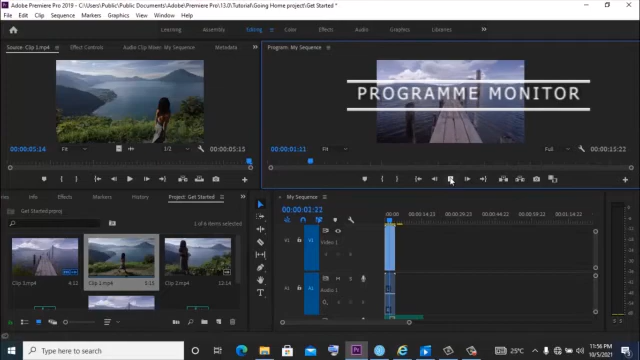 Adobe Premiere Pro 2019 - C:\Users\Public\Public Documents\Adobe\Premiere Pro\13.0\Tutorial\Going Home project\Get Started *
File Edit Clip Sequence Markers Graphics View Window Help
Learning Assembly Editing Color Effects Audio Graphics Libraries
Source: Clip 1.mp4 Effect Controls Audio Clip Mixer: My Sequence Metadata
Program: My Sequence
PROGRAMME MONITOR
00:00:05:14 Fit 1/2 00:00:05:15
00:00:01:11 Fit Full 00:00:15:22
History Markers Project: Get Started
Get Started.prproj
1 of 6 selected
Clip 3.mp4 4:12
Clip 1.mp4 5:15
Clip 2.mp4
My Sequence
00:00:01:22
00:00 00:00:14:23 00:00:29:23 00:00:44:22 00:00:59:22 00:01:14:22
V1 V1 Video 1
A1 A1 Audio 1
M S
Type here to search
25°C
11:56 PM
10/5/2021